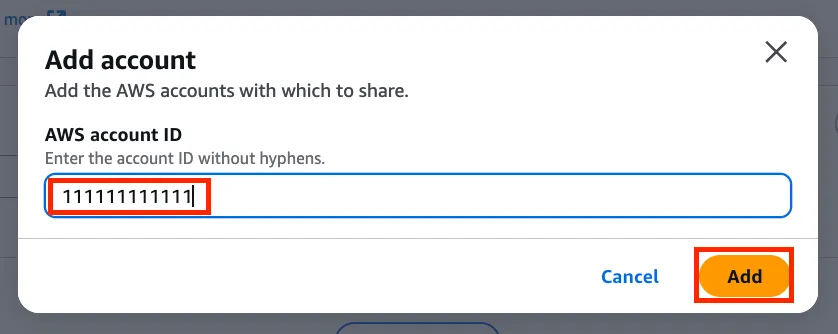 mo
Add account
Add the AWS accounts with which to share.
AWS account ID
Enter the account ID without hyphens.
111111111111
Cancel
Add